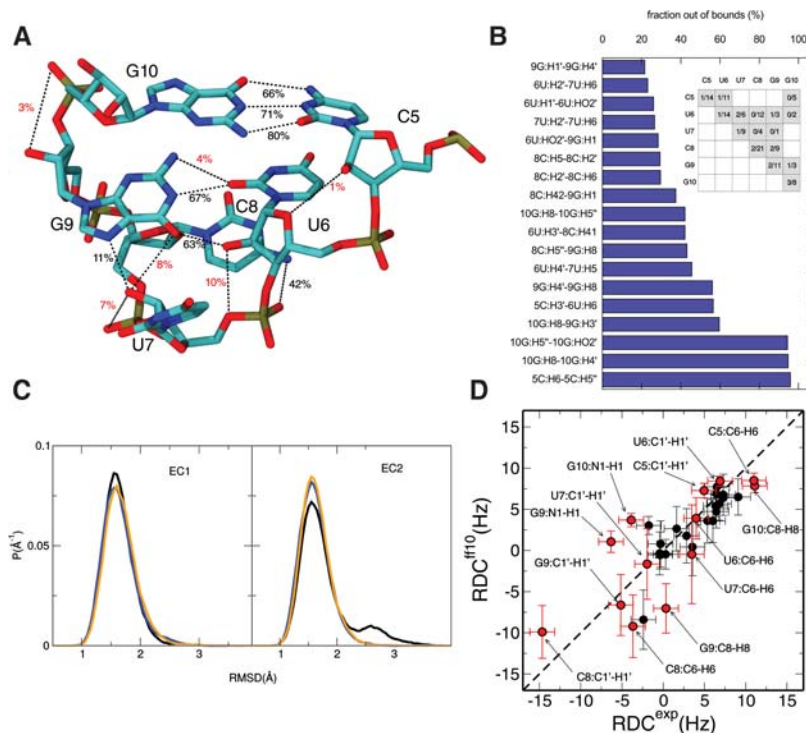 A
G10
3%
66%
71%
80%
C5
4%
67%
1%
G9
C8
U6
63%
11%
8%
10%
42%
7%
U7
B
fraction out of bounds (%)
0 20 40 60 80 100
9G:H1'-9G:H4'
6U:H2'-7U:H6
6U:H1'-6U:HO2'
7U:H2'-7U:H6
6U:HO2'-9G:H1
8C:H5-8C:H2'
8C:H2'-8C:H6
8C:H42-9G:H1
10G:H8-10G:H5"
6U:H3'-8C:H41
8C:H5"-9G:H8
6U:H4'-7U:H5
9G:H4'-9G:H8
5C:H3'-6U:H6
10G:H8-9G:H3'
10G:H5"-10G:HO2'
10G:H8-10G:H4'
5C:H6-5C:H5"
C5 U6 U7 C8 G9 G10
C5 1/14 1/11 0/5
U6 1/14 2/6 0/12 1/3 0/2
U7 1/9 0/4 0/1
C8 2/21 2/9
G9 2/11 1/3
G10 3/8
C
0.1
EC1
EC2
P(Å⁻¹)
0.05
0
1 2 3 1 2 3
RMSD(Å)
D
15
10
5
0
-5
-10
-15
RDC^ff10(Hz)
U6:C1'-H1'
C5:C6-H6
C5:C1'-H1'
G10:N1-H1
U7:C1'-H1'
G9:N1-H1
G10:C8-H8
U6:C6-H6
G9:C1'-H1'
U7:C6-H6
G9:C8-H8
C8:C6-H6
C8:C1'-H1'
-15 -10 -5 0 5 10 15
RDC^exp(Hz)